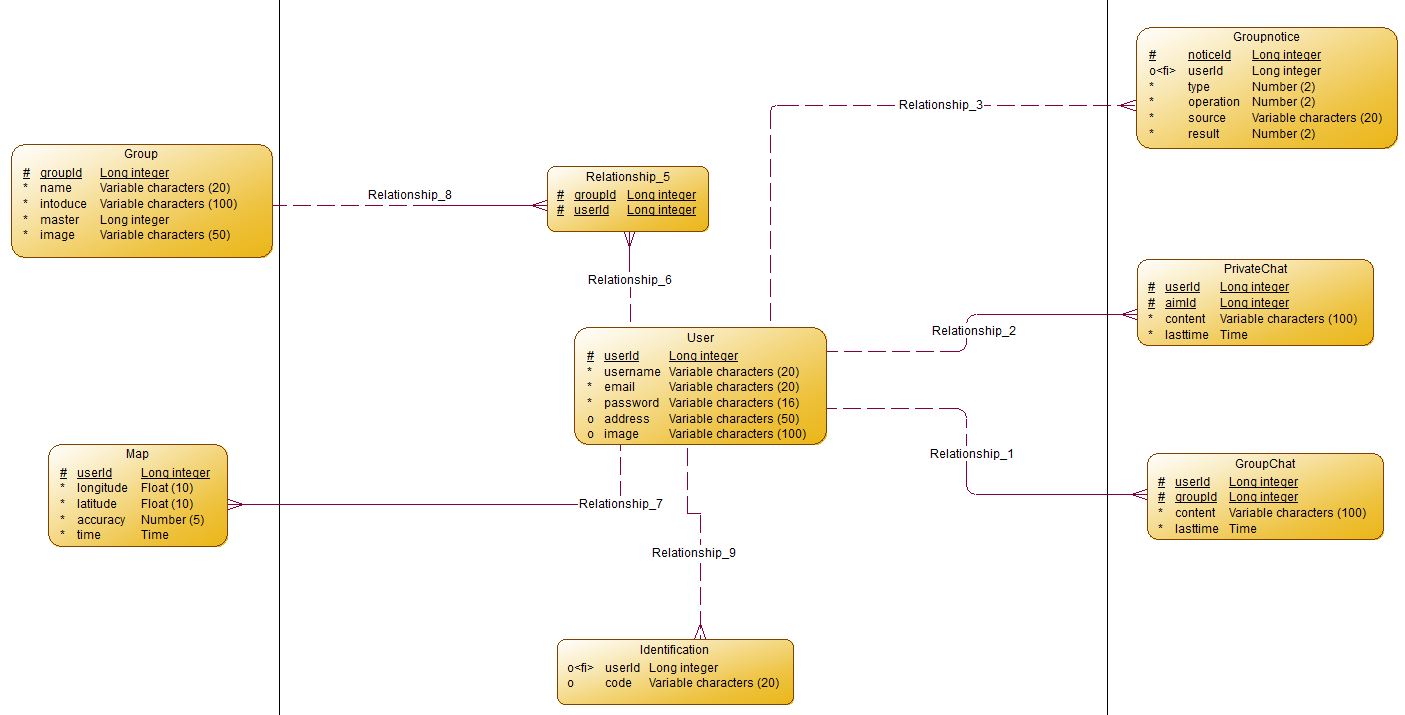 Groupnotice
# noticeId Long integer
o<fi> userId Long integer
* type Number (2)
* operation Number (2)
* source Variable characters (20)
* result Number (2)
Relationship_3
Group
# groupId Long integer
* name Variable characters (20)
* intoduce Variable characters (100)
* master Long integer
* image Variable characters (50)
Relationship_8
Relationship_5
# groupId Long integer
# userId Long integer
Relationship_6
PrivateChat
# userId Long integer
# aimId Long integer
* content Variable characters (100)
* lasttime Time
Relationship_2
User
# userId Long integer
* username Variable characters (20)
* email Variable characters (20)
* password Variable characters (16)
o address Variable characters (50)
o image Variable characters (100)
Relationship_1
Map
# userId Long integer
* longitude Float (10)
* latitude Float (10)
* accuracy Number (5)
* time Time
Relationship_7
GroupChat
# userId Long integer
# groupId Long integer
* content Variable characters (100)
* lasttime Time
Relationship_9
Identification
o<fi> userId Long integer
o code Variable characters (20)